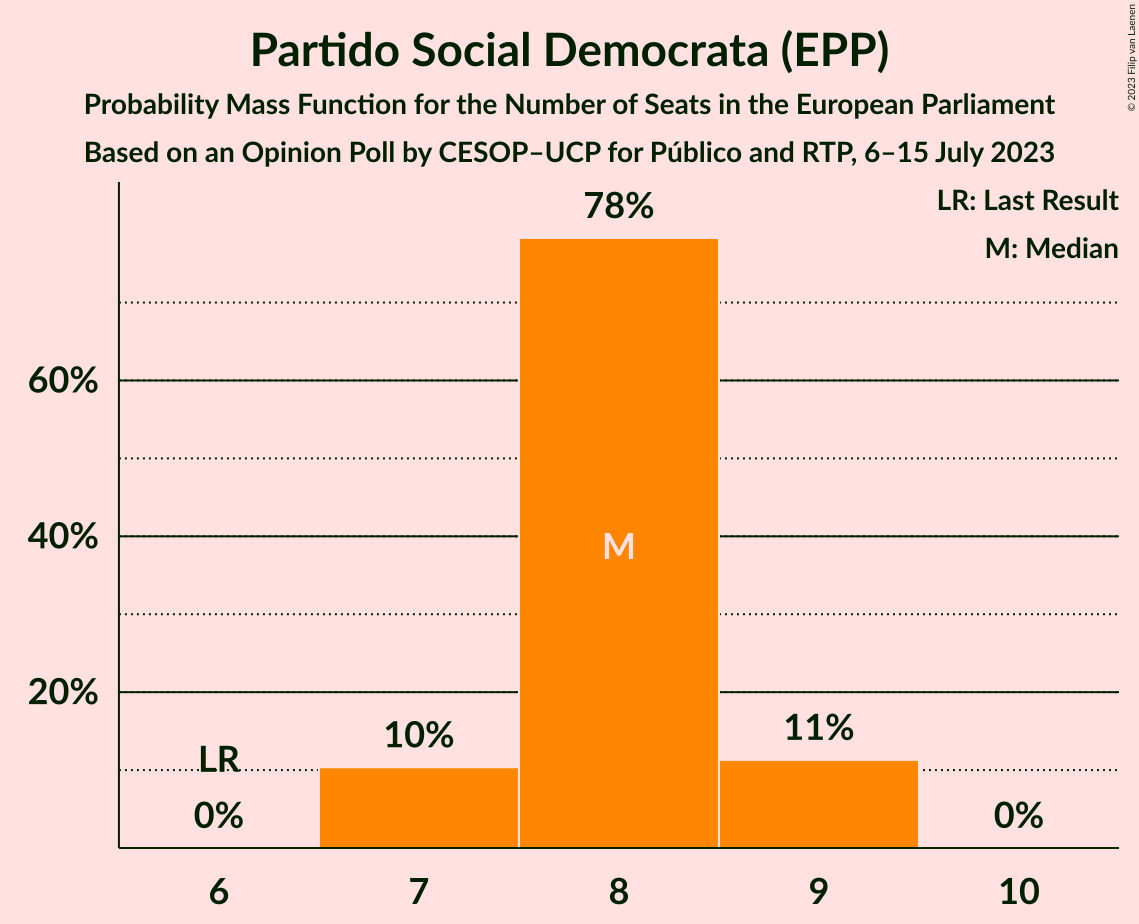 Partido Social Democrata (EPP)
Probability Mass Function for the Number of Seats in the European Parliament
Based on an Opinion Poll by CESOP–UCP for Público and RTP, 6–15 July 2023
© 2023 Filip van Laenen
LR: Last Result
M: Median
78%
60%
40%
M
20%
LR
10%
11%
0%
0%
6 7 8 9 10